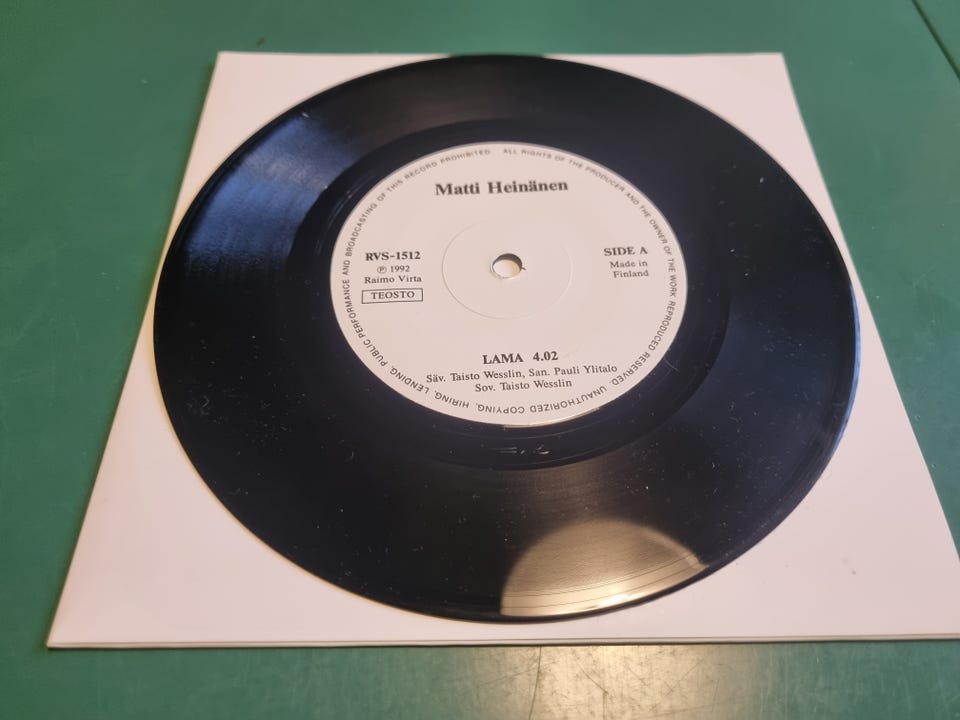 ALL RIGHTS OF THE PRODUCER AND THE OWNER OF THE WORK REPRODUCED RESERVED. UNAUTHORIZED COPYING, HIRING, LENDING, PUBLIC PERFORMANCE AND BROADCASTING OF THIS RECORD PROHIBITED.
Matti Heinänen
RVS-1512
℗ 1992
Raimo Virta
TEOSTO
SIDE A
Made in
Finland
LAMA 4.02
Säv. Taisto Wesslin, San. Pauli Ylitalo
Sov. Taisto Wesslin